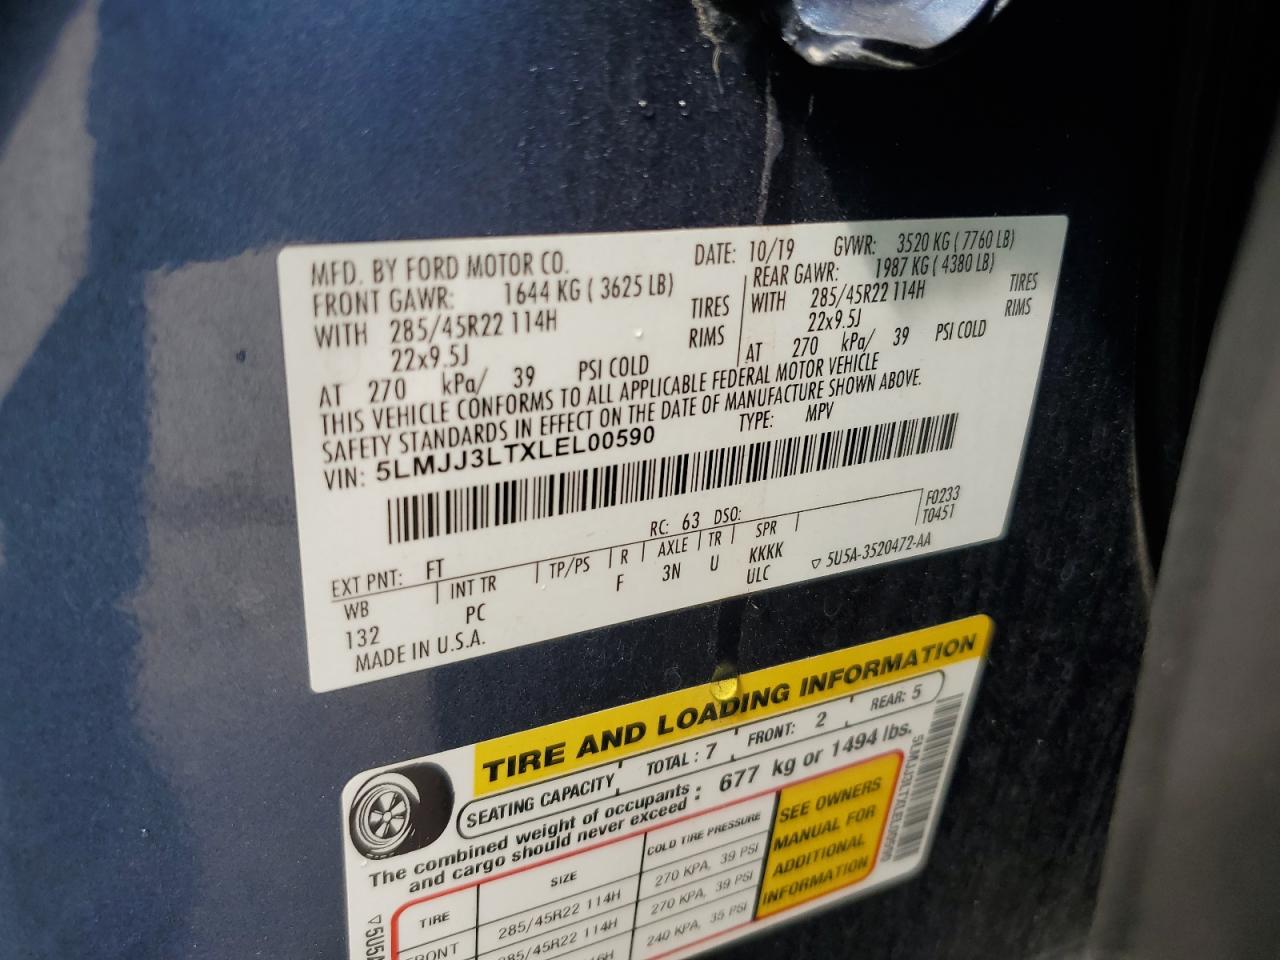 MFD. BY FORD MOTOR CO.
DATE: 10/19 GVWR: 3520 KG ( 7760 LB)
FRONT GAWR: 1644 KG ( 3625 LB)
WITH 285/45R22 114H TIRES
22x9.5J RIMS
AT 270 kPa/ 39 PSI COLD
REAR GAWR: 1987 KG ( 4380 LB)
WITH 285/45R22 114H TIRES
22x9.5J RIMS
AT 270 kPa/ 39 PSI COLD
THIS VEHICLE CONFORMS TO ALL APPLICABLE FEDERAL MOTOR VEHICLE
SAFETY STANDARDS IN EFFECT ON THE DATE OF MANUFACTURE SHOWN ABOVE.
VIN: 5LMJJ3LTXLEL00590 TYPE: MPV
F0233
T0451
RC: 63 DSO:
EXT PNT: FT
WB INT TR TP/PS R AXLE TR SPR
132 PC F 3N U KKKK
ULC
▽ 5U5A-3520472-AA
MADE IN U.S.A.
TIRE AND LOADING INFORMATION
SEATING CAPACITY TOTAL : 7 FRONT: 2 REAR: 5
The combined weight of occupants
and cargo should never exceed : 677 kg or 1494 lbs.
TIRE SIZE COLD TIRE PRESSURE
FRONT 285/45R22 114H 270 KPA, 39 PSI
285/45R22 114H 270 KPA, 39 PSI
240 KPA, 35 PSI
SEE OWNERS
MANUAL FOR
ADDITIONAL
INFORMATION
5LMJJ3LTXLEL00590